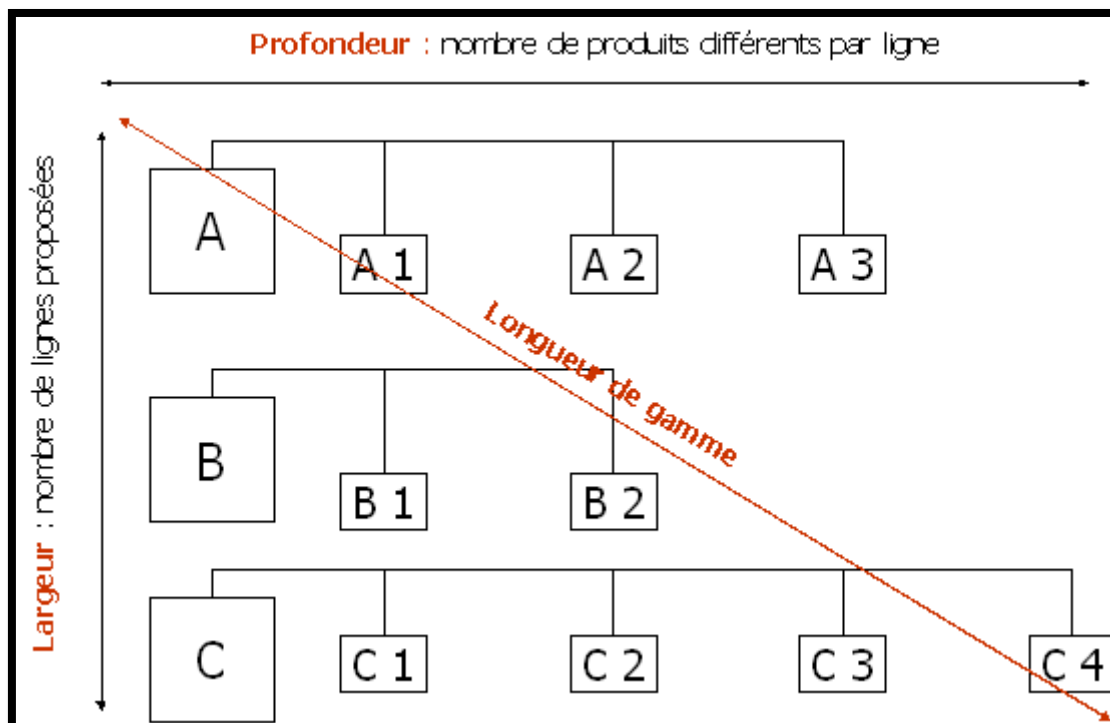 Profondeur : nombre de produits différents par ligne
Largeur : nombre de lignes proposées
A
A 1
A 2
A 3
Longueur de gamme
B
B 1
B 2
C
C 1
C 2
C 3
C 4